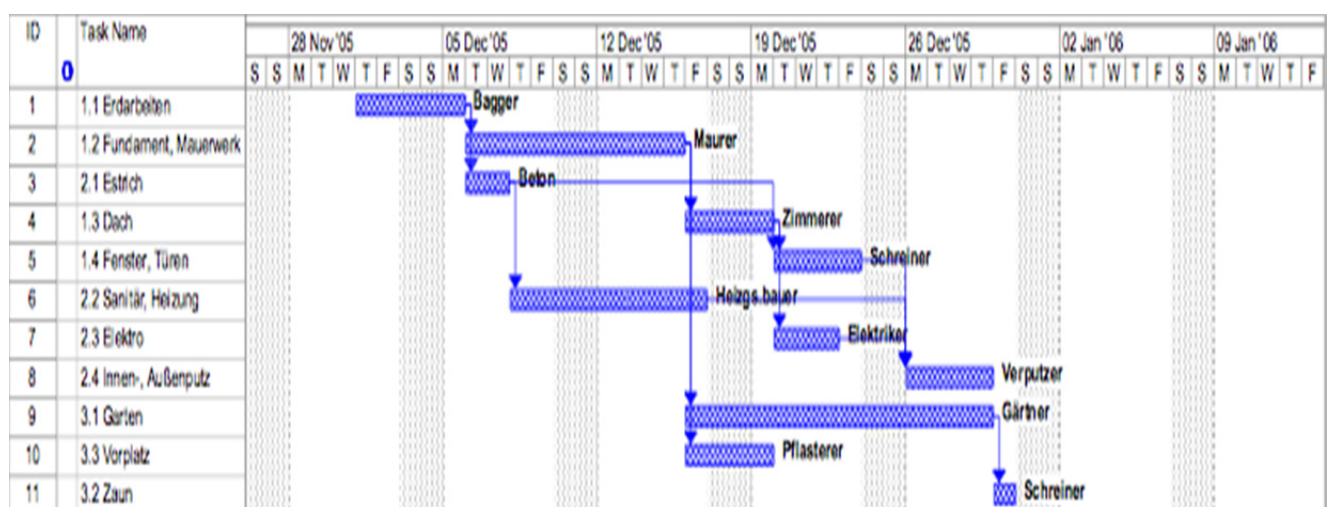 ID Task Name
28 Nov '05 05 Dec '05 12 Dec '05 19 Dec '05 26 Dec '05 02 Jan '06 09 Jan '06
S S M T W T F S S M T W T F S S M T W T F S S M T W T F S S M T W T F S S M T W T F S S M T W T F
1 1.1 Erdarbeiten Bagger
2 1.2 Fundament, Mauerwerk Maurer
3 2.1 Estrich Beton
4 1.3 Dach Zimmerer
5 1.4 Fenster, Türen Schreiner
6 2.2 Sanitär, Heizung Heizgs.bauer
7 2.3 Elektro Elektriker
8 2.4 Innen-, Außenputz Verputzer
9 3.1 Garten Gärtner
10 3.3 Vorplatz Pflasterer
11 3.2 Zaun Schreiner